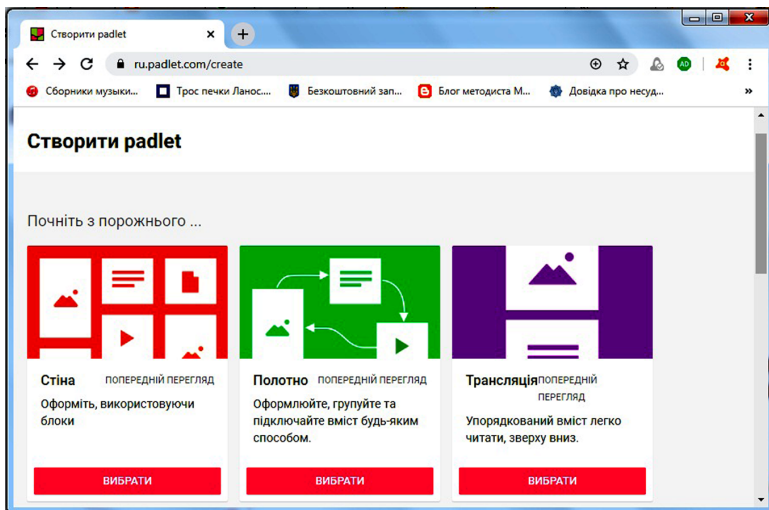 Створити padlet
ru.padlet.com/create
Сборники музыки... Трос печки Ланос.... Безкоштовний зап... Блог методиста М... Довідка про несуд...
Створити padlet
Почніть з порожнього ...
Стіна ПОПЕРЕДНІЙ ПЕРЕГЛЯД
Оформіть, використовуючи
блоки
ВИБРАТИ
Полотно ПОПЕРЕДНІЙ ПЕРЕГЛЯД
Оформлюйте, групуйте та
підключайте вміст будь-яким
способом.
ВИБРАТИ
Трансляція ПОПЕРЕДНІЙ
ПЕРЕГЛЯД
Упорядкований вміст легко
читати, зверху вниз.
ВИБРАТИ